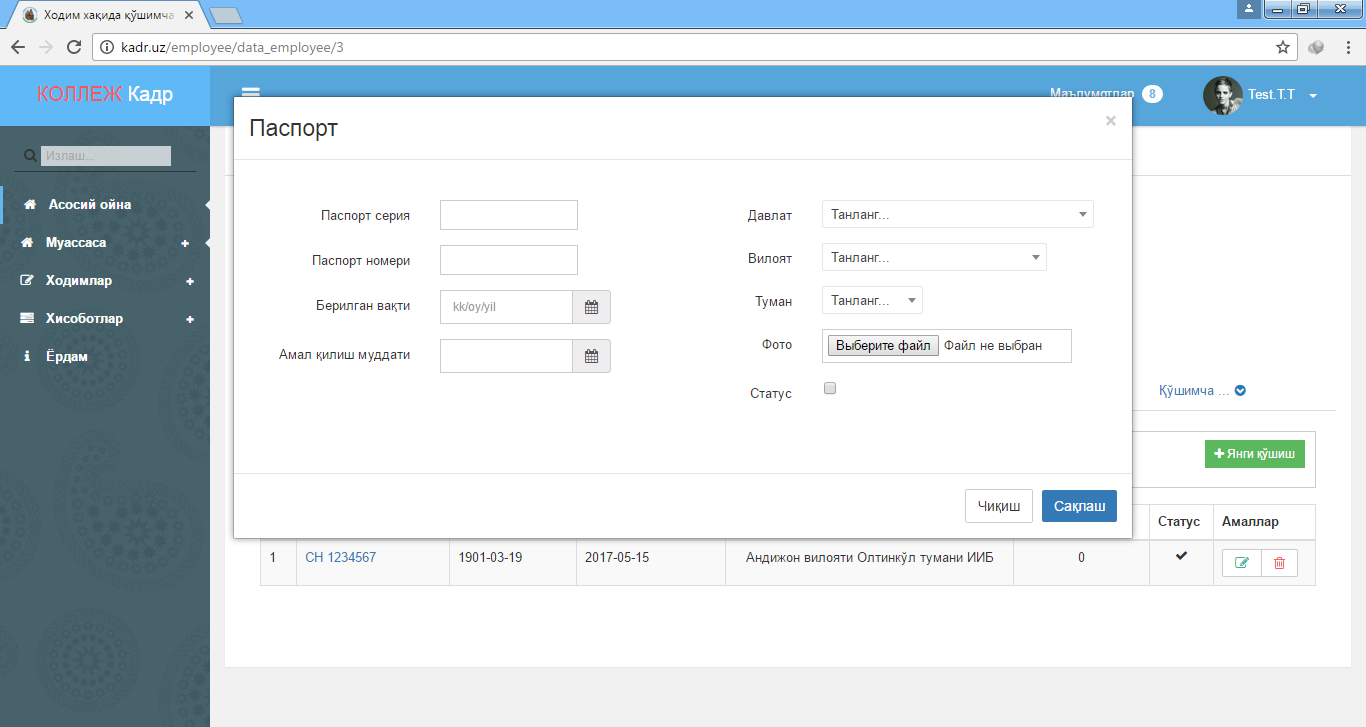 Ходим хақида қўшимча
kadr.uz/employee/data_employee/3
КОЛЛЕЖ Кадр
Маълумотлар 8
Test.T.T
Излаш...
Асосий ойна
Муассаса
Ходимлар
Хисоботлар
Ёрдам
Паспорт
×
Паспорт серия
Паспорт номери
Берилган вақти kk/oy/yil
Амал қилиш муддати
Давлат Танланг...
Вилоят Танланг...
Туман Танланг...
Фото Выберите файл Файл не выбран
Статус
Чиқиш Сақлаш
Қўшимча ...
Янги қўшиш
Статус Амаллар
1 CH 1234567 1901-03-19 2017-05-15 Андижон вилояти Олтинкўл тумани ИИБ 0